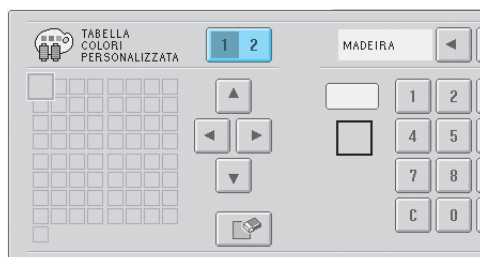 TABELLA
COLORI
PERSONALIZZATA
1 2
MADEIRA
1 2
4 5
7 8
C 0